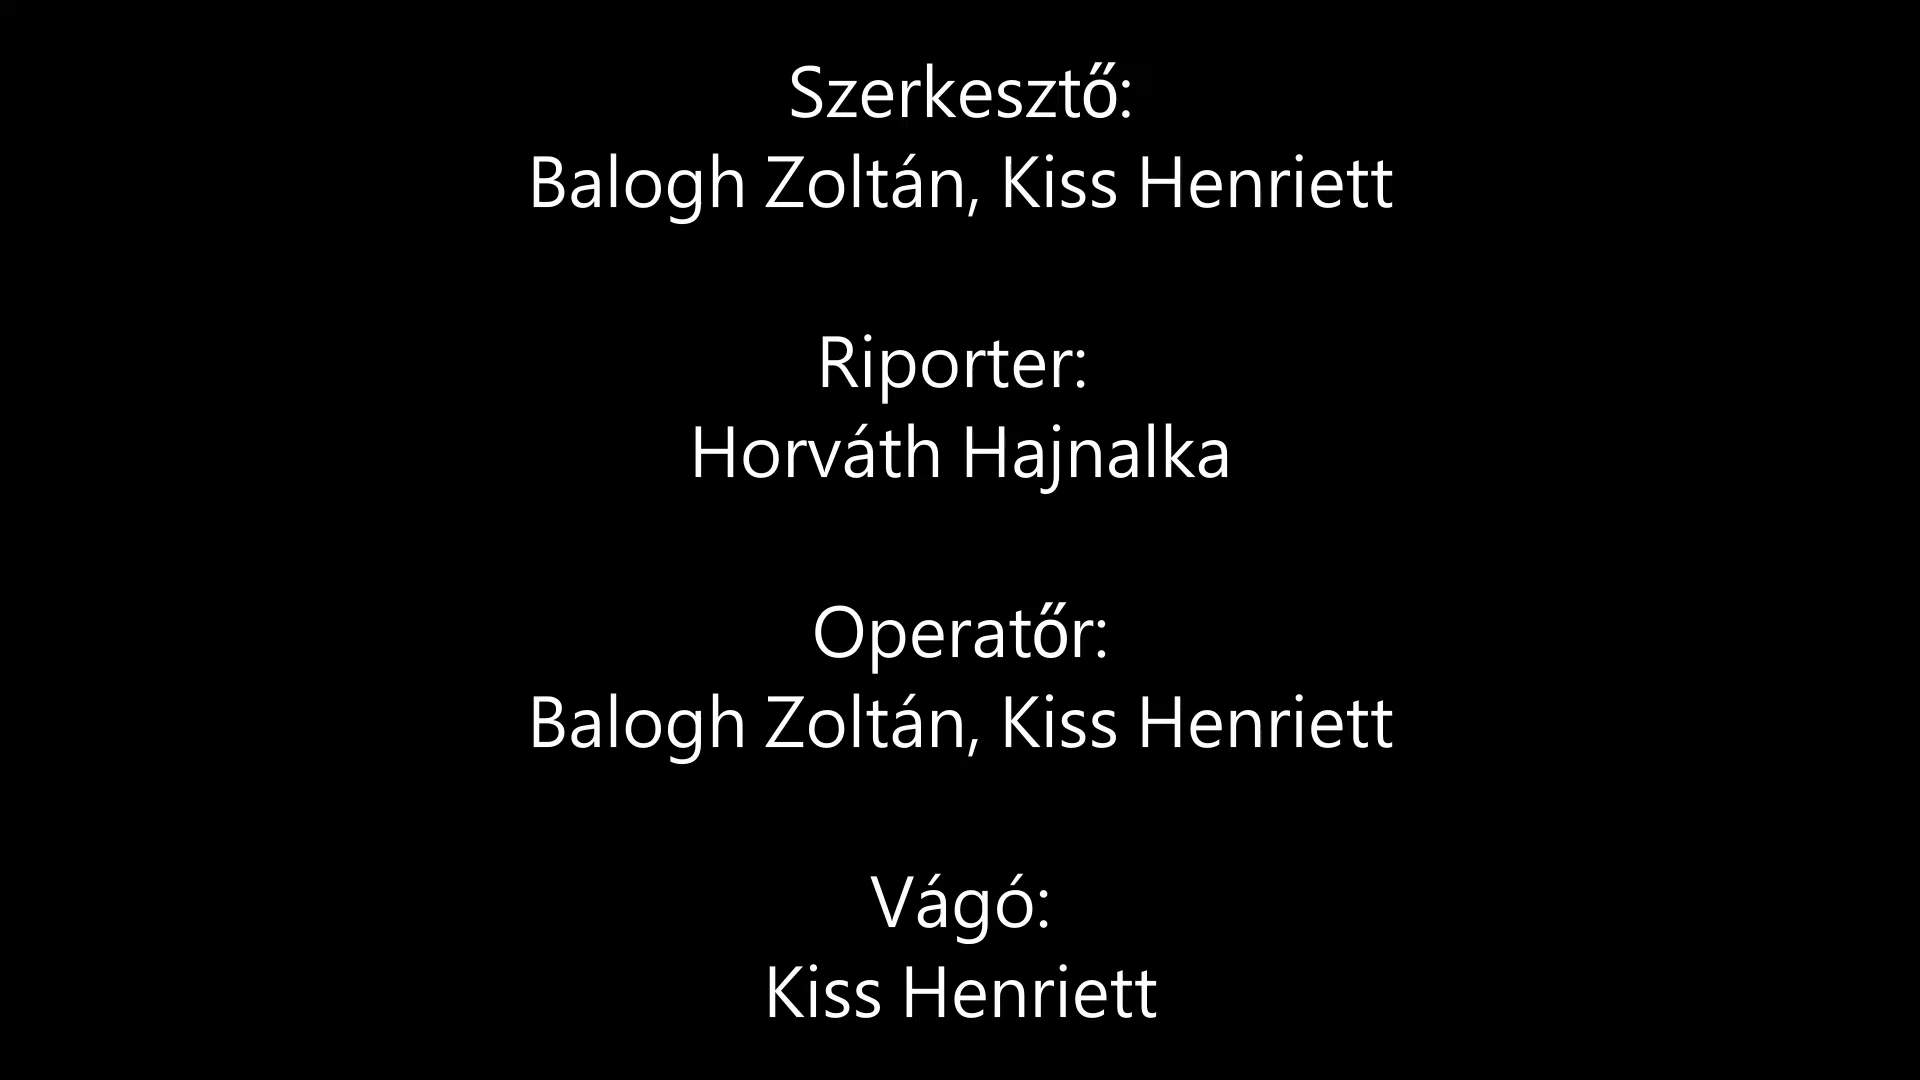 Szerkesztő:
Balogh Zoltán, Kiss Henriett
Riporter:
Horváth Hajnalka
Operatőr:
Balogh Zoltán, Kiss Henriett
Vágó:
Kiss Henriett